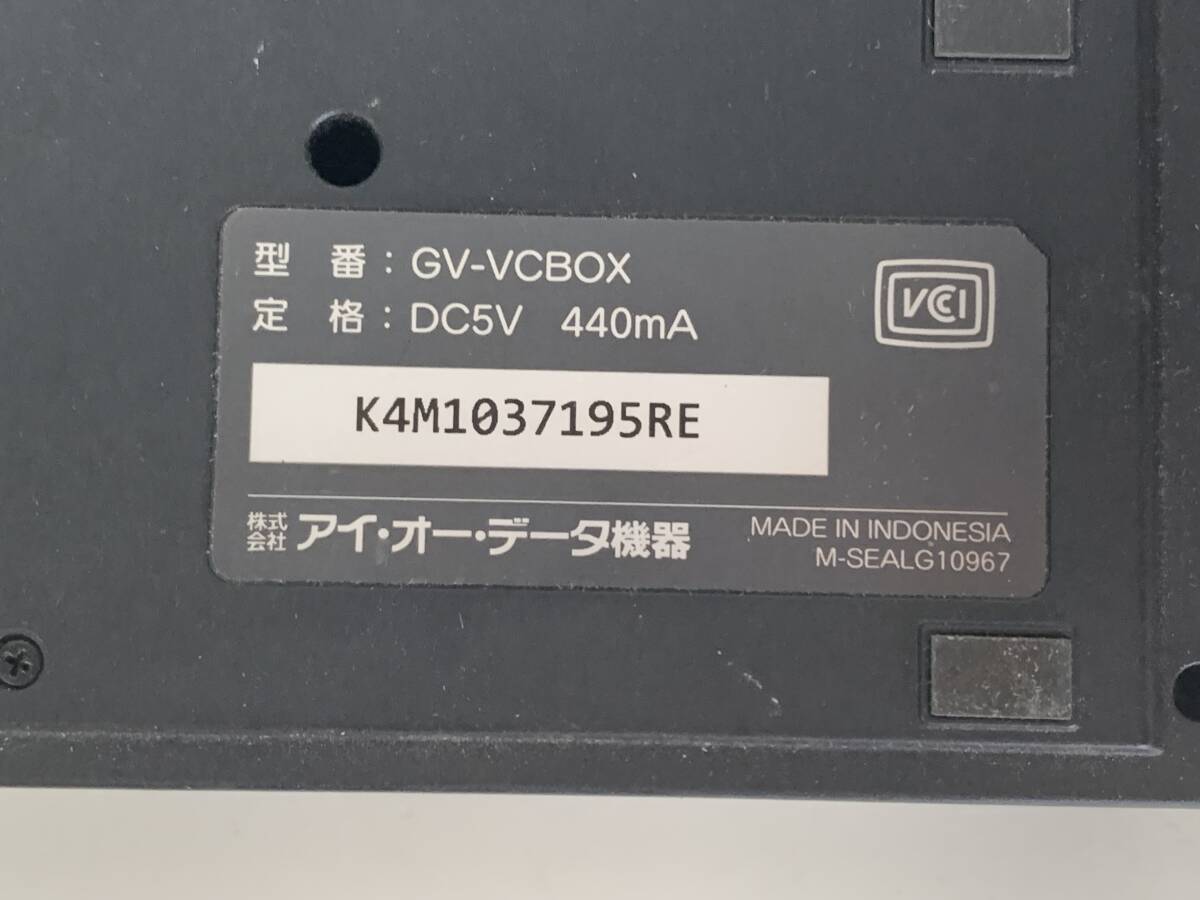 型 番 : GV-VCBOX
定 格 : DC5V 440mA
VCI
K4M1037195RE
株式会社 アイ・オー・データ機器
MADE IN INDONESIA
M-SEALG10967